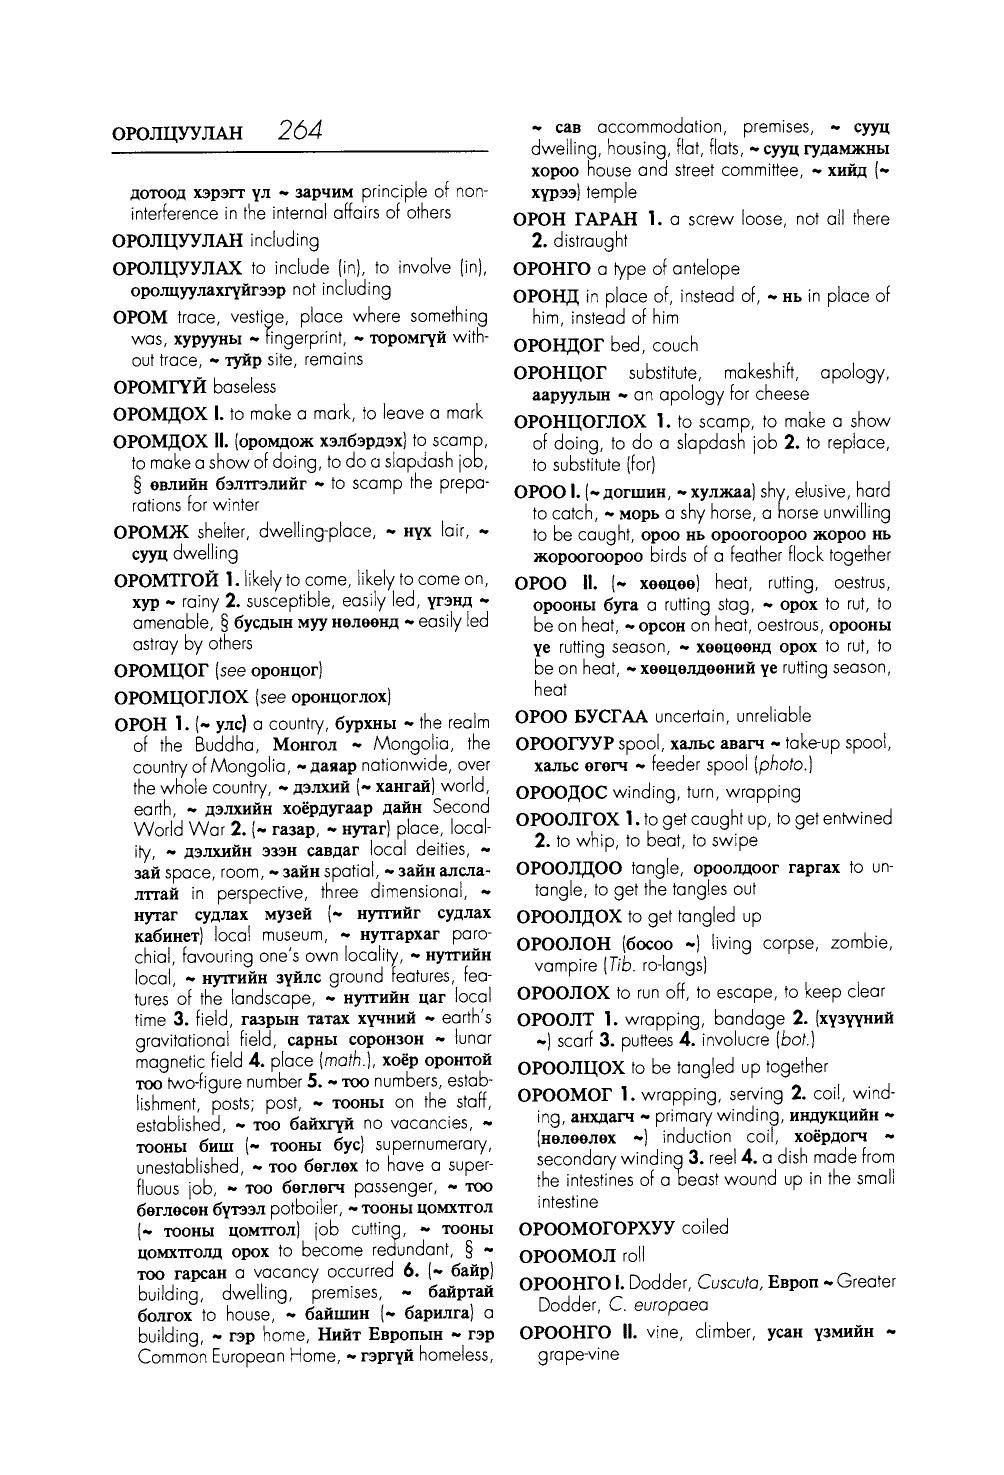 ОРОЛЦУУЛАН 264
дотоод хэрэгт үл ~ зарчим principle of non-
interference in the internal affairs of others
ОРОЛЦУУЛАН including
ОРОЛЦУУЛАХ to include (in), to involve (in),
оролцуулахгүйгээр not including
ОРОМ trace, vestige, place where something
was, хурууны ~ fingerprint, ~ торомгүй with-
out trace, ~ туйр site, remains
ОРОМГҮЙ baseless
ОРОМДОХ I. to make a mark, to leave a mark
ОРОМДОХ II. (оромдож хэлбэрдэх) to scamp,
to make a show of doing, to do a slapdash job,
§ өвлийн бэлтгэлийг ~ to scamp the prepa-
rations for winter
ОРОМЖ shelter, dwelling-place, ~ нүх lair, ~
сууц dwelling
ОРОМТГОЙ 1. likely to come, likely to come on,
хур ~ rainy 2. susceptible, easily led, үгэнд ~
amenable, § бусдын муу нөлөөнд ~ easily led
astray by others
ОРОМЦОГ (see оронцог)
ОРОМЦОГЛОХ (see оронцоглох)
ОРОН 1. (~ улс) a country, бурхны ~ the realm
of the Buddha, Монгол ~ Mongolia, the
country of Mongolia, ~ даяар nationwide, over
the whole country, ~ дэлхий (~ хангай) world,
earth, ~ дэлхийн хоёрдугаар дайн Second
World War 2. (~ газар, ~ нутаг) place, local-
ity, ~ дэлхийн эзэн савдаг local deities, ~
зай space, room, ~ зайн spatial, ~ зайн алсла-
лттай in perspective, three dimensional, ~
нутаг судлах музей (~ нутгийг судлах
кабинет) local museum, ~ нутгархаг paro-
chial, favouring one's own locality, ~ нутгийн
local, ~ нутгийн зүйлс ground features, fea-
tures of the landscape, ~ нутгийн цаг local
time 3. field, газрын татах хүчний ~ earth's
gravitational field, сарны соронзон ~ lunar
magnetic field 4. place (math.), хоёр оронтой
тоо two-figure number 5. ~ тоо numbers, estab-
lishment, posts; post, ~ тооны on the staff,
established, ~ тоо байхгүй no vacancies, ~
тооны биш (~ тооны бус) supernumerary,
unestablished, ~ тоо бөглөх to have a super-
fluous job, ~ тоо бөглөгч passenger, ~ тоо
бөглөсөн бүтээл potboiler, ~ тооны цомхтгол
(~ тооны цомтгол) job cutting, ~ тооны
цомхтголд орох to become redundant, § ~
тоо гарсан a vacancy occurred 6. (~ байр)
building, dwelling, premises, ~ байртай
болгох to house, ~ байшин (~ барилга) a
building, ~ гэр home, Нийт Европын ~ гэр
Common European Home, ~ гэргүй homeless,
~ сав accommodation, premises, ~ сууц
dwelling, housing, flat, flats, ~ сууц гудамжны
хороо house and street committee, ~ хийд (~
хүрээ) temple
ОРОН ГАРАН 1. a screw loose, not all there
2. distraught
ОРОНГО a type of antelope
ОРОНД in place of, instead of, ~ нь in place of
him, instead of him
ОРОНДОГ bed, couch
ОРОНЦОГ substitute, makeshift, apology,
ааруулын ~ an apology for cheese
ОРОНЦОГЛОХ 1. to scamp, to make a show
of doing, to do a slapdash job 2. to replace,
to substitute (for)
ОРОО I. (~ догшин, ~ хулжаа) shy, elusive, hard
to catch, ~ морь a shy horse, a horse unwilling
to be caught, ороо нь ороогоороо жороо нь
жороогоороо birds of a feather flock together
ОРОО II. (~ хөөцөө) heat, rutting, oestrus,
орооны буга a rutting stag, ~ орох to rut, to
be on heat, ~ орсон on heat, oestrous, орооны
үе rutting season, ~ хөөцөөнд орох to rut, to
be on heat, ~ хөөцөлдөөний үе rutting season,
heat
ОРОО БУСГАА uncertain, unreliable
ОРООГУУР spool, хальс авагч ~ take-up spool,
хальс өгөгч ~ feeder spool (photo.)
ОРООДОС winding, turn, wrapping
ОРООЛГОХ 1. to get caught up, to get entwined
2. to whip, to beat, to swipe
ОРООЛДОО tangle, ороолдоог гаргах to un-
tangle, to get the tangles out
ОРООЛДОХ to get tangled up
ОРООЛОН (босоо ~) living corpse, zombie,
vampire (Tib. ro-langs)
ОРООЛОХ to run off, to escape, to keep clear
ОРООЛТ 1. wrapping, bandage 2. (хүзүүний
~) scarf 3. puttees 4. involucre (bot.)
ОРООЛЦОХ to be tangled up together
ОРООМОГ 1. wrapping, serving 2. coil, wind-
ing, анхдагч ~ primary winding, индукцийн ~
(нөлөөлөх ~) induction coil, хоёрдогч ~
secondary winding 3. reel 4. a dish made from
the intestines of a beast wound up in the small
intestine
ОРООМОГОРХУУ coiled
ОРООМОЛ roll
ОРООНГО I. Dodder, Cuscuta, Европ ~ Greater
Dodder, C. europaea
ОРООНГО II. vine, climber, усан үзмийн ~
grape-vine